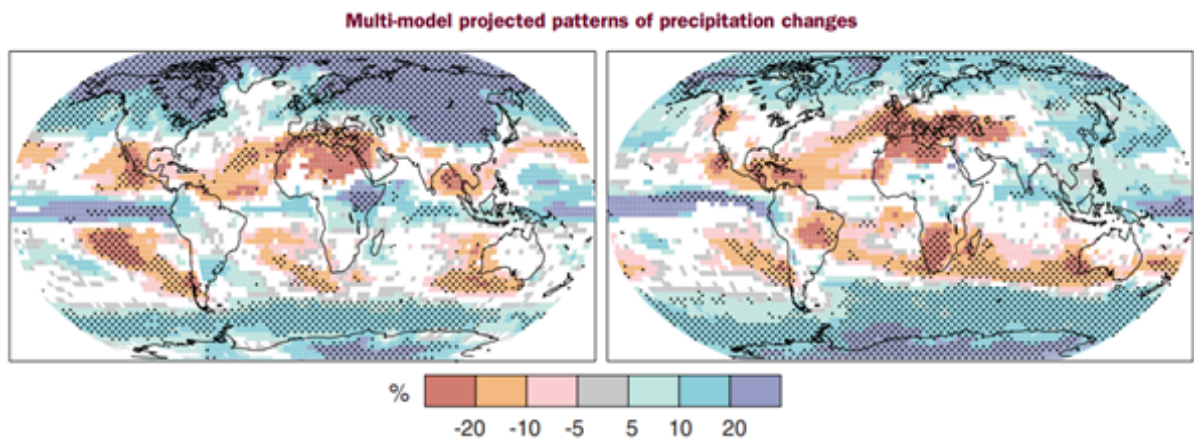 Multi-model projected patterns of precipitation changes
% -20 -10 -5 5 10 20